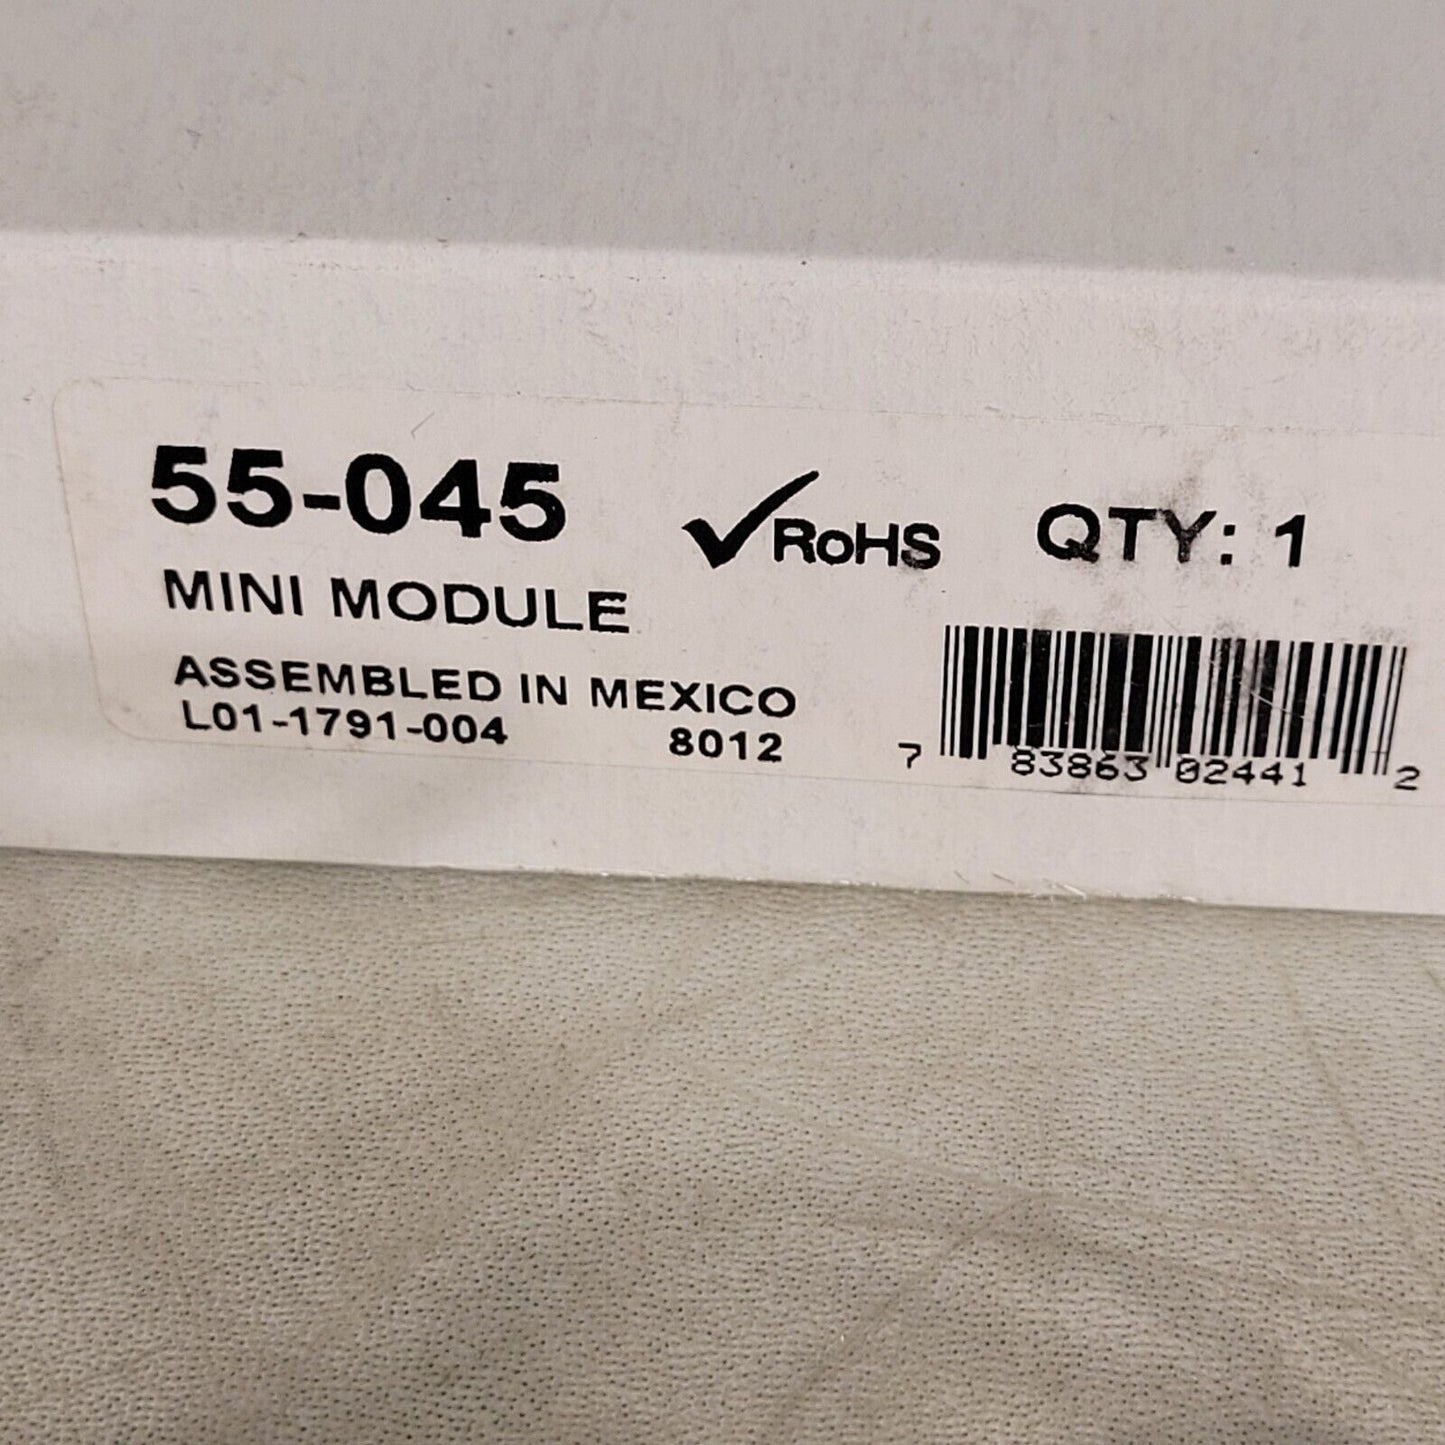 55-045 ✓RoHS QTY: 1
MINI MODULE
ASSEMBLED IN MEXICO
L01-1791-004 8012
7 83863 02441 2